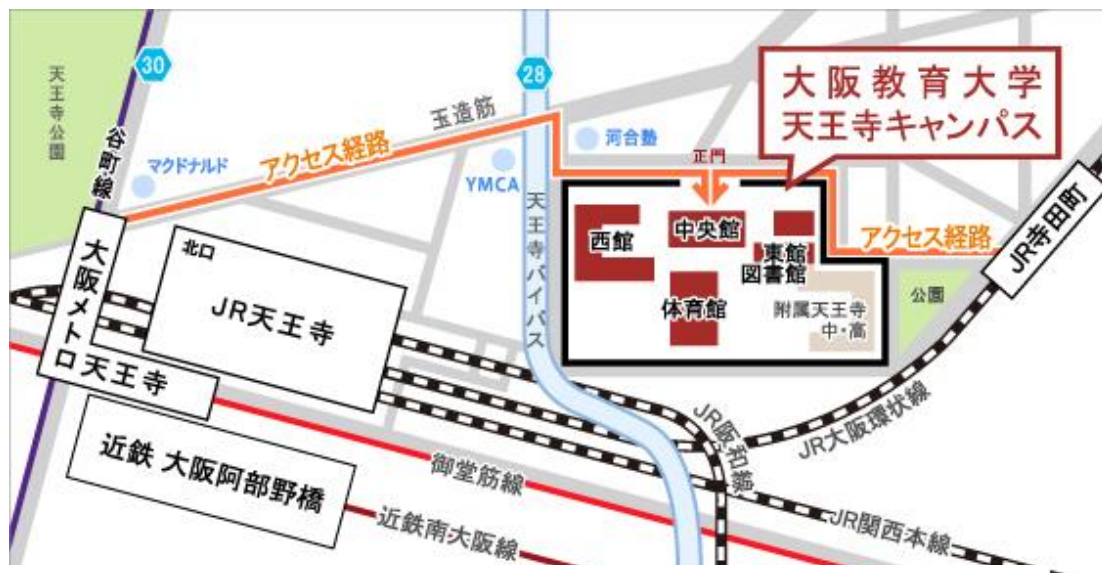 30
28
天王寺公園
谷町線
マクドナルド
アクセス経路
玉造筋
YMCA
河合塾
正門
大阪教育大学
天王寺キャンパス
西館
中央館
東館
図書館
体育館
附属天王寺
中・高
アクセス経路
JR寺田町
公園
天王寺バイパス
北口
JR天王寺
大阪メトロ
天王寺
近鉄 大阪阿部野橋
御堂筋線
近鉄南大阪線
JR阪和線
JR大阪環状線
JR関西本線